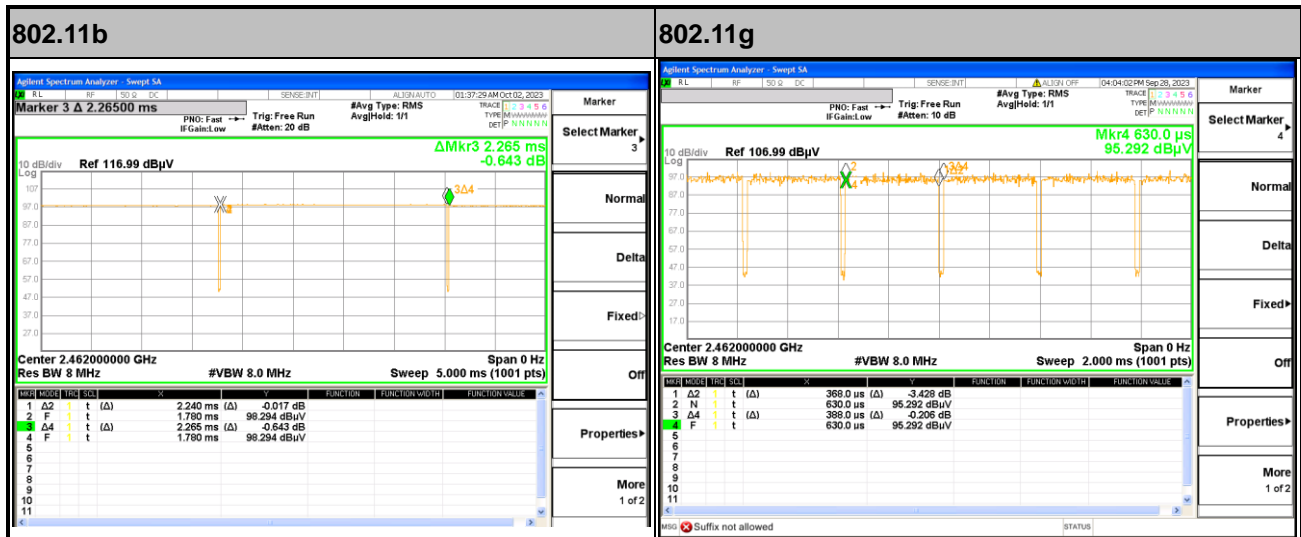 802.11b
Agilent Spectrum Analyzer - Swept SA
RL RF 50 Ω DC SENSE:INT ALIGN AUTO 01:37:29 AM Oct 02, 2023
Marker 3 Δ 2.26500 ms
PNO: Fast
IFGain:Low
Trig: Free Run
#Atten: 20 dB
#Avg Type: RMS
Avg|Hold: 1/1
TRACE 1 2 3 4 5 6
TYPE M
DET P N N N N N
ΔMkr3 2.265 ms
-0.643 dB
10 dB/div Ref 116.99 dBµV
Log
107
97.0
87.0
77.0
67.0
57.0
47.0
37.0
27.0
3Δ4
Center 2.462000000 GHz Span 0 Hz
Res BW 8 MHz #VBW 8.0 MHz Sweep 5.000 ms (1001 pts)
MKR MODE TRC SCL X Y FUNCTION FUNCTION WIDTH FUNCTION VALUE
1 Δ2 1 t (Δ) 2.240 ms (Δ) -0.017 dB
2 F 1 t 1.780 ms 98.294 dBµV
3 Δ4 1 t (Δ) 2.265 ms (Δ) -0.643 dB
4 F 1 t 1.780 ms 98.294 dBµV
5
6
7
8
9
10
11
Marker
Select Marker
3
Normal
Delta
Fixed
Off
Properties
More
1 of 2
802.11g
Agilent Spectrum Analyzer - Swept SA
RL RF 50 Ω DC SENSE:INT ALIGN OFF 04:04:02 PM Sep 28, 2023
PNO: Fast
IFGain:Low
Trig: Free Run
#Atten: 10 dB
#Avg Type: RMS
Avg|Hold: 1/1
TRACE 1 2 3 4 5 6
TYPE M
DET P N N N N N
Mkr4 630.0 µs
95.292 dBµV
10 dB/div Ref 106.99 dBµV
Log
97.0
87.0
77.0
67.0
57.0
47.0
37.0
27.0
17.0
2
4
3Δ4
Center 2.462000000 GHz Span 0 Hz
Res BW 8 MHz #VBW 8.0 MHz Sweep 2.000 ms (1001 pts)
MKR MODE TRC SCL X Y FUNCTION FUNCTION WIDTH FUNCTION VALUE
1 Δ2 1 t (Δ) 368.0 µs (Δ) -3.428 dB
2 N 1 t 630.0 µs 95.292 dBµV
3 Δ4 1 t (Δ) 388.0 µs (Δ) -0.206 dB
4 F 1 t 630.0 µs 95.292 dBµV
5
6
7
8
9
10
11
MSG Suffix not allowed STATUS
Marker
Select Marker
4
Normal
Delta
Fixed
Off
Properties
More
1 of 2